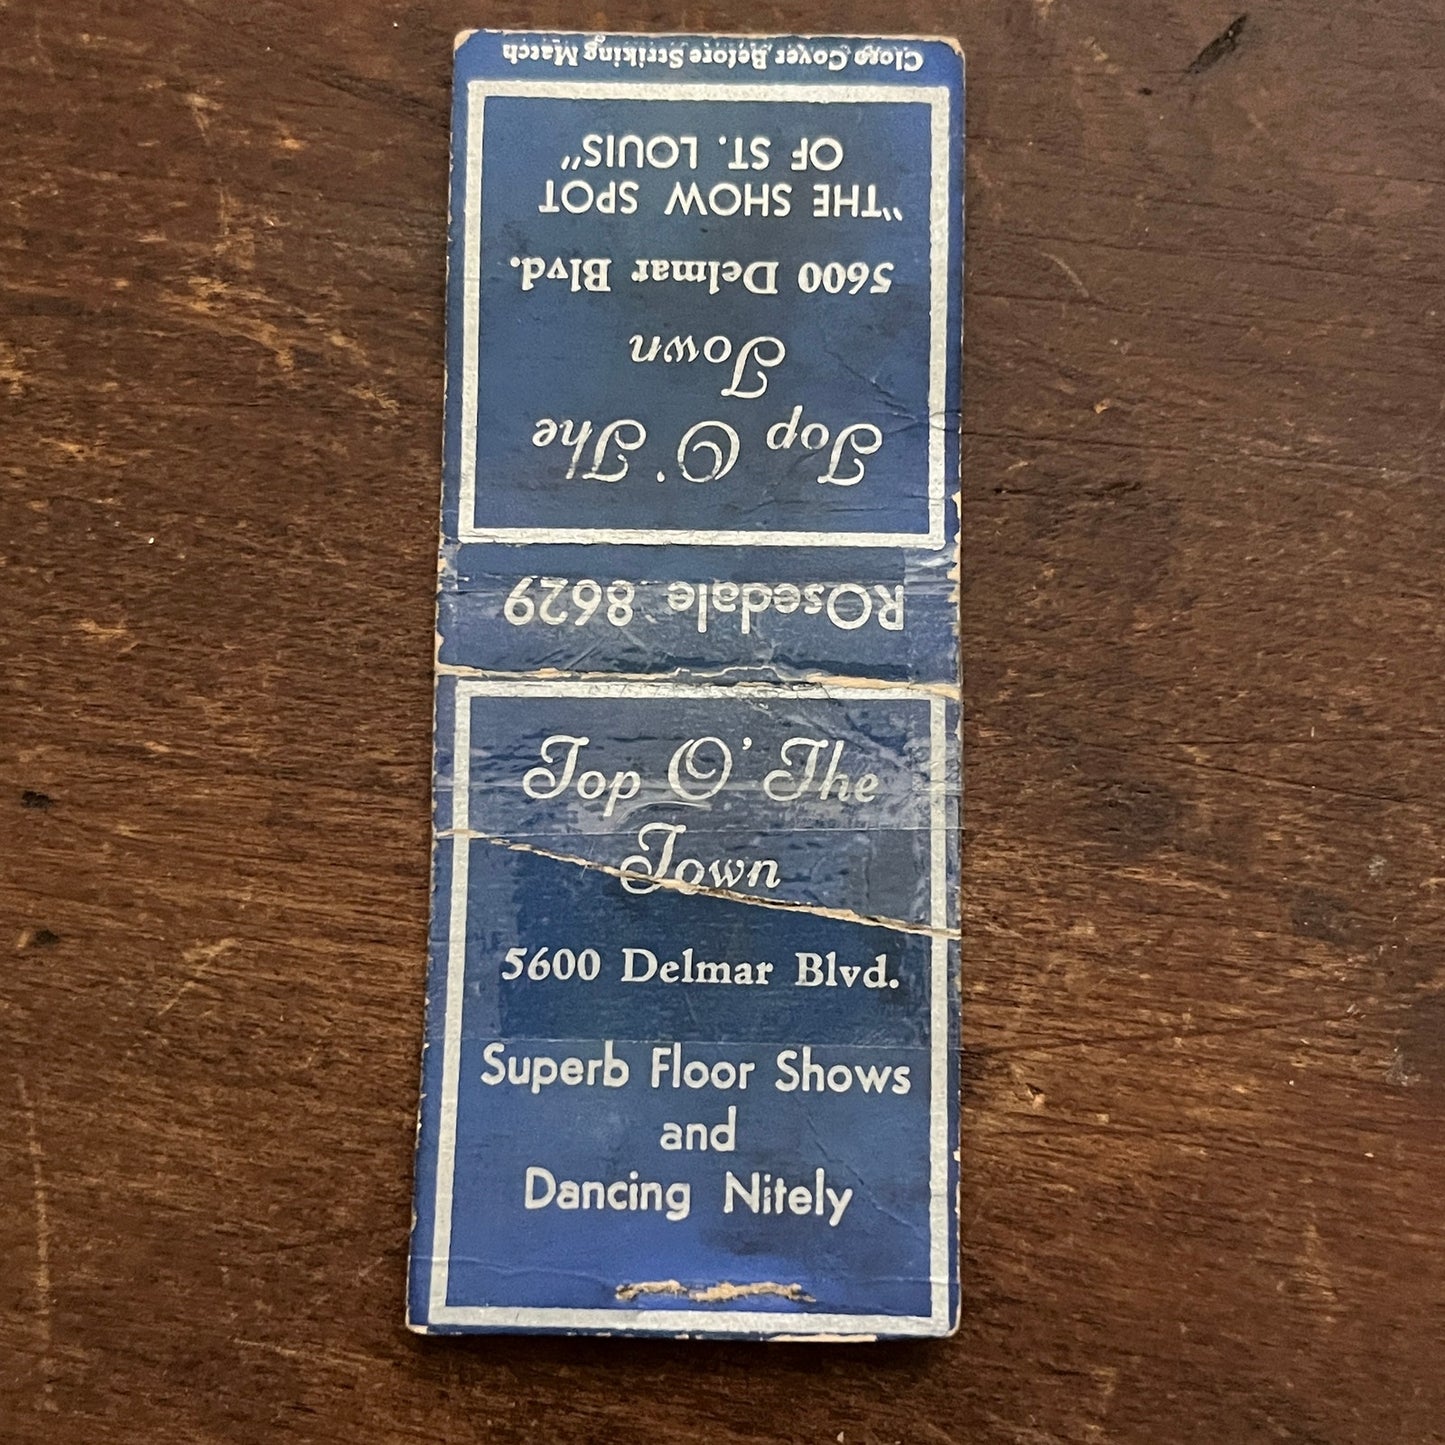 Close Cover Before Striking Match
"THE SHOW SPOT
OF ST. LOUIS"
5600 Delmar Blvd.
Top O' The
Town
ROsedale 8629
Top O' The
Town
5600 Delmar Blvd.
Superb Floor Shows
and
Dancing Nitely